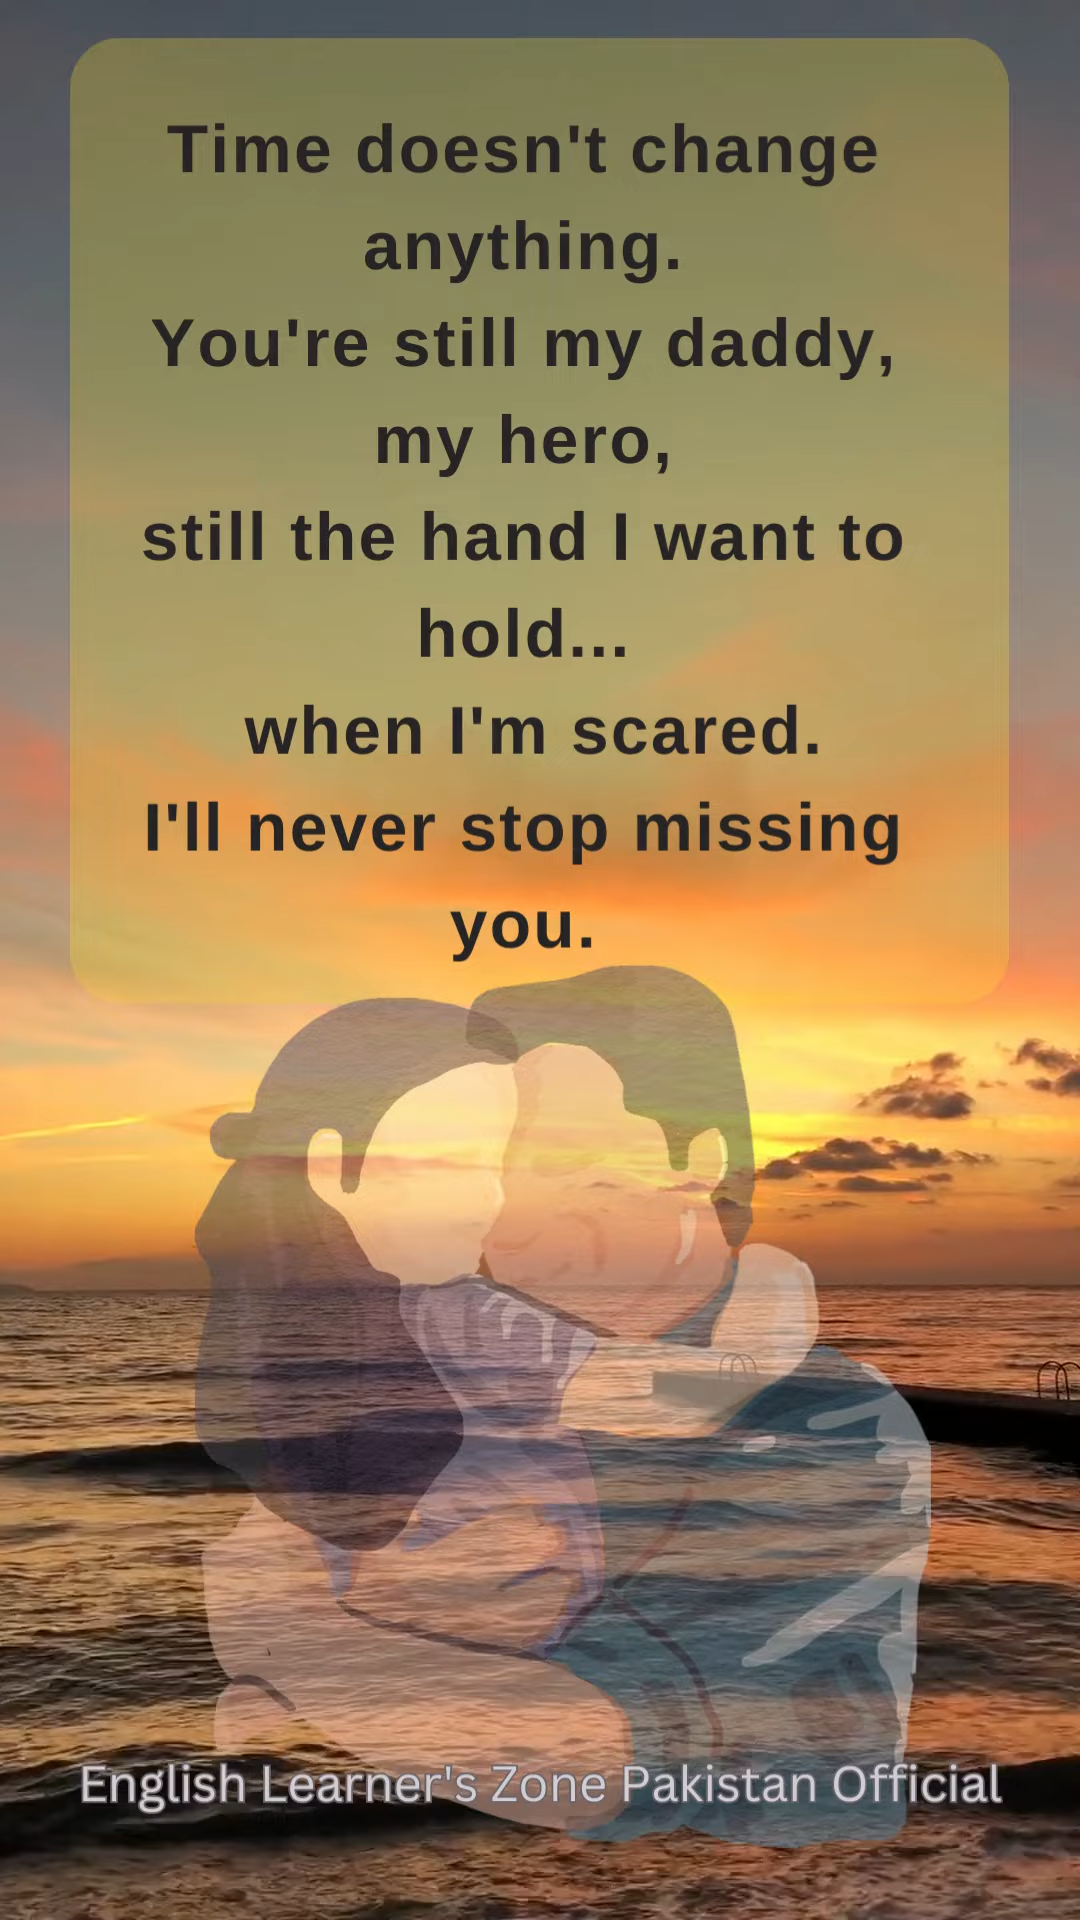 Time doesn't change
anything.
You're still my daddy,
my hero,
still the hand I want to
hold...
when I'm scared.
I'll never stop missing
you.
English Learner's Zone Pakistan Official